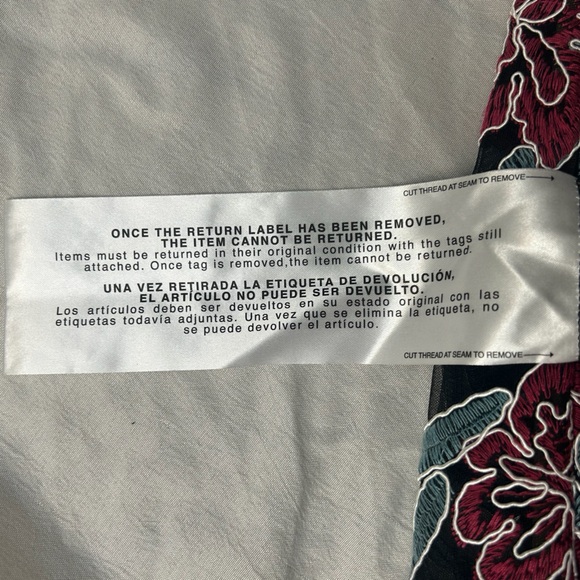 CUT THREAD AT SEAM TO REMOVE
ONCE THE RETURN LABEL HAS BEEN REMOVED,
THE ITEM CANNOT BE RETURNED.
Items must be returned in their original condition with the tags still
attached. Once tag is removed,the item cannot be returned.
UNA VEZ RETIRADA LA ETIQUETA DE DEVOLUCIÓN,
EL ARTÍCULO NO PUEDE SER DEVUELTO.
Los artículos deben ser devueltos en su estado original con las
etiquetas todavía adjuntas. Una vez que se elimina la etiqueta, no
se puede devolver el artículo.
CUT THREAD AT SEAM TO REMOVE